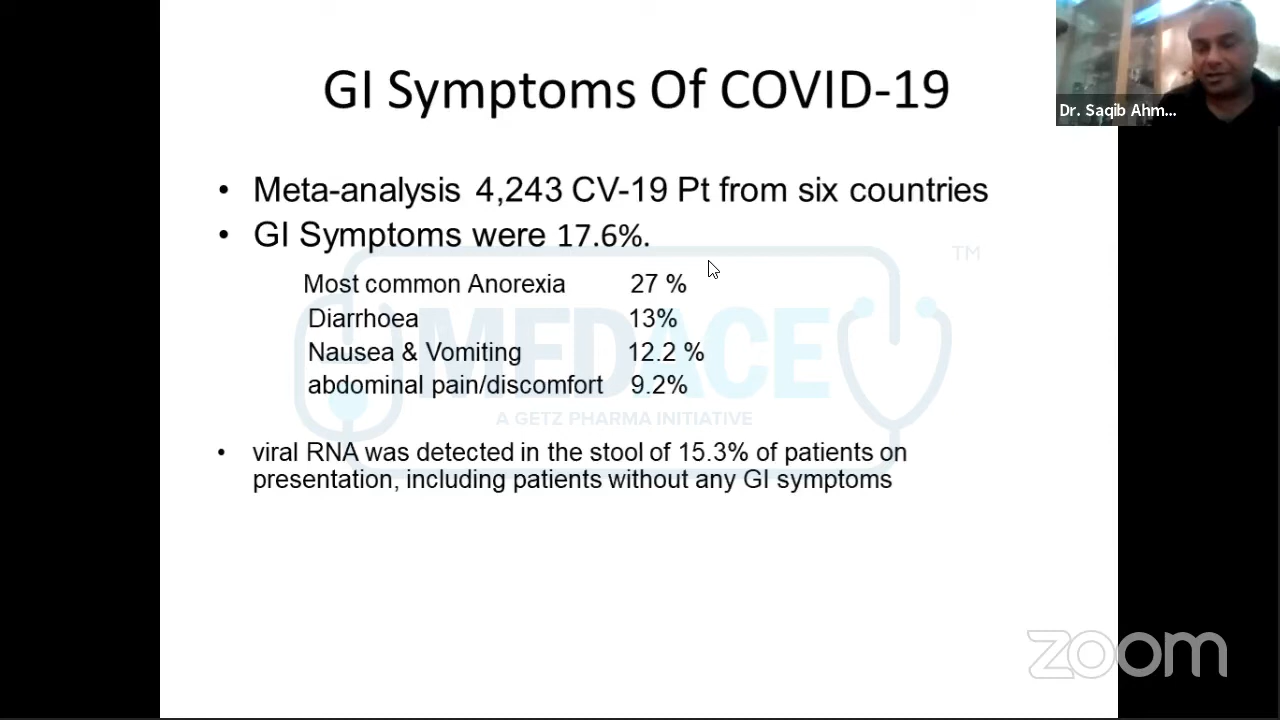 GI Symptoms Of COVID-19
Dr. Saqib Ahm...
• Meta-analysis 4,243 CV-19 Pt from six countries
• GI Symptoms were 17.6%.
TM
Most common Anorexia 27 %
Diarrhoea 13%
Nausea & Vomiting 12.2 %
abdominal pain/discomfort 9.2%
MEDACE
A GETZ PHARMA INITIATIVE
• viral RNA was detected in the stool of 15.3% of patients on
presentation, including patients without any GI symptoms
zoom